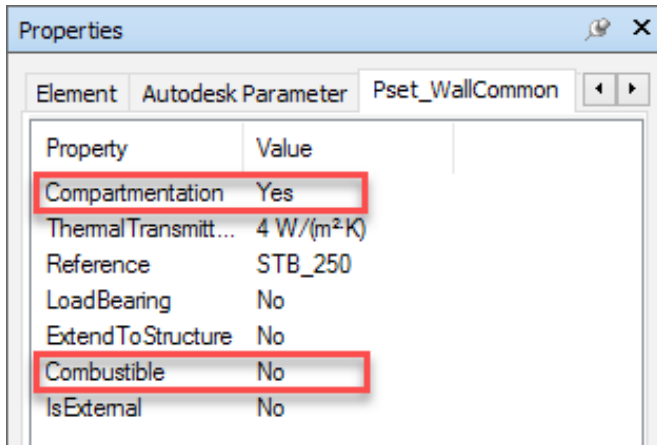 Properties
Element Autodesk Parameter Pset_WallCommon
Property Value
Compartmentation Yes
ThermalTransmitt... 4 W/(m²·K)
Reference STB_250
LoadBearing No
ExtendToStructure No
Combustible No
IsExternal No